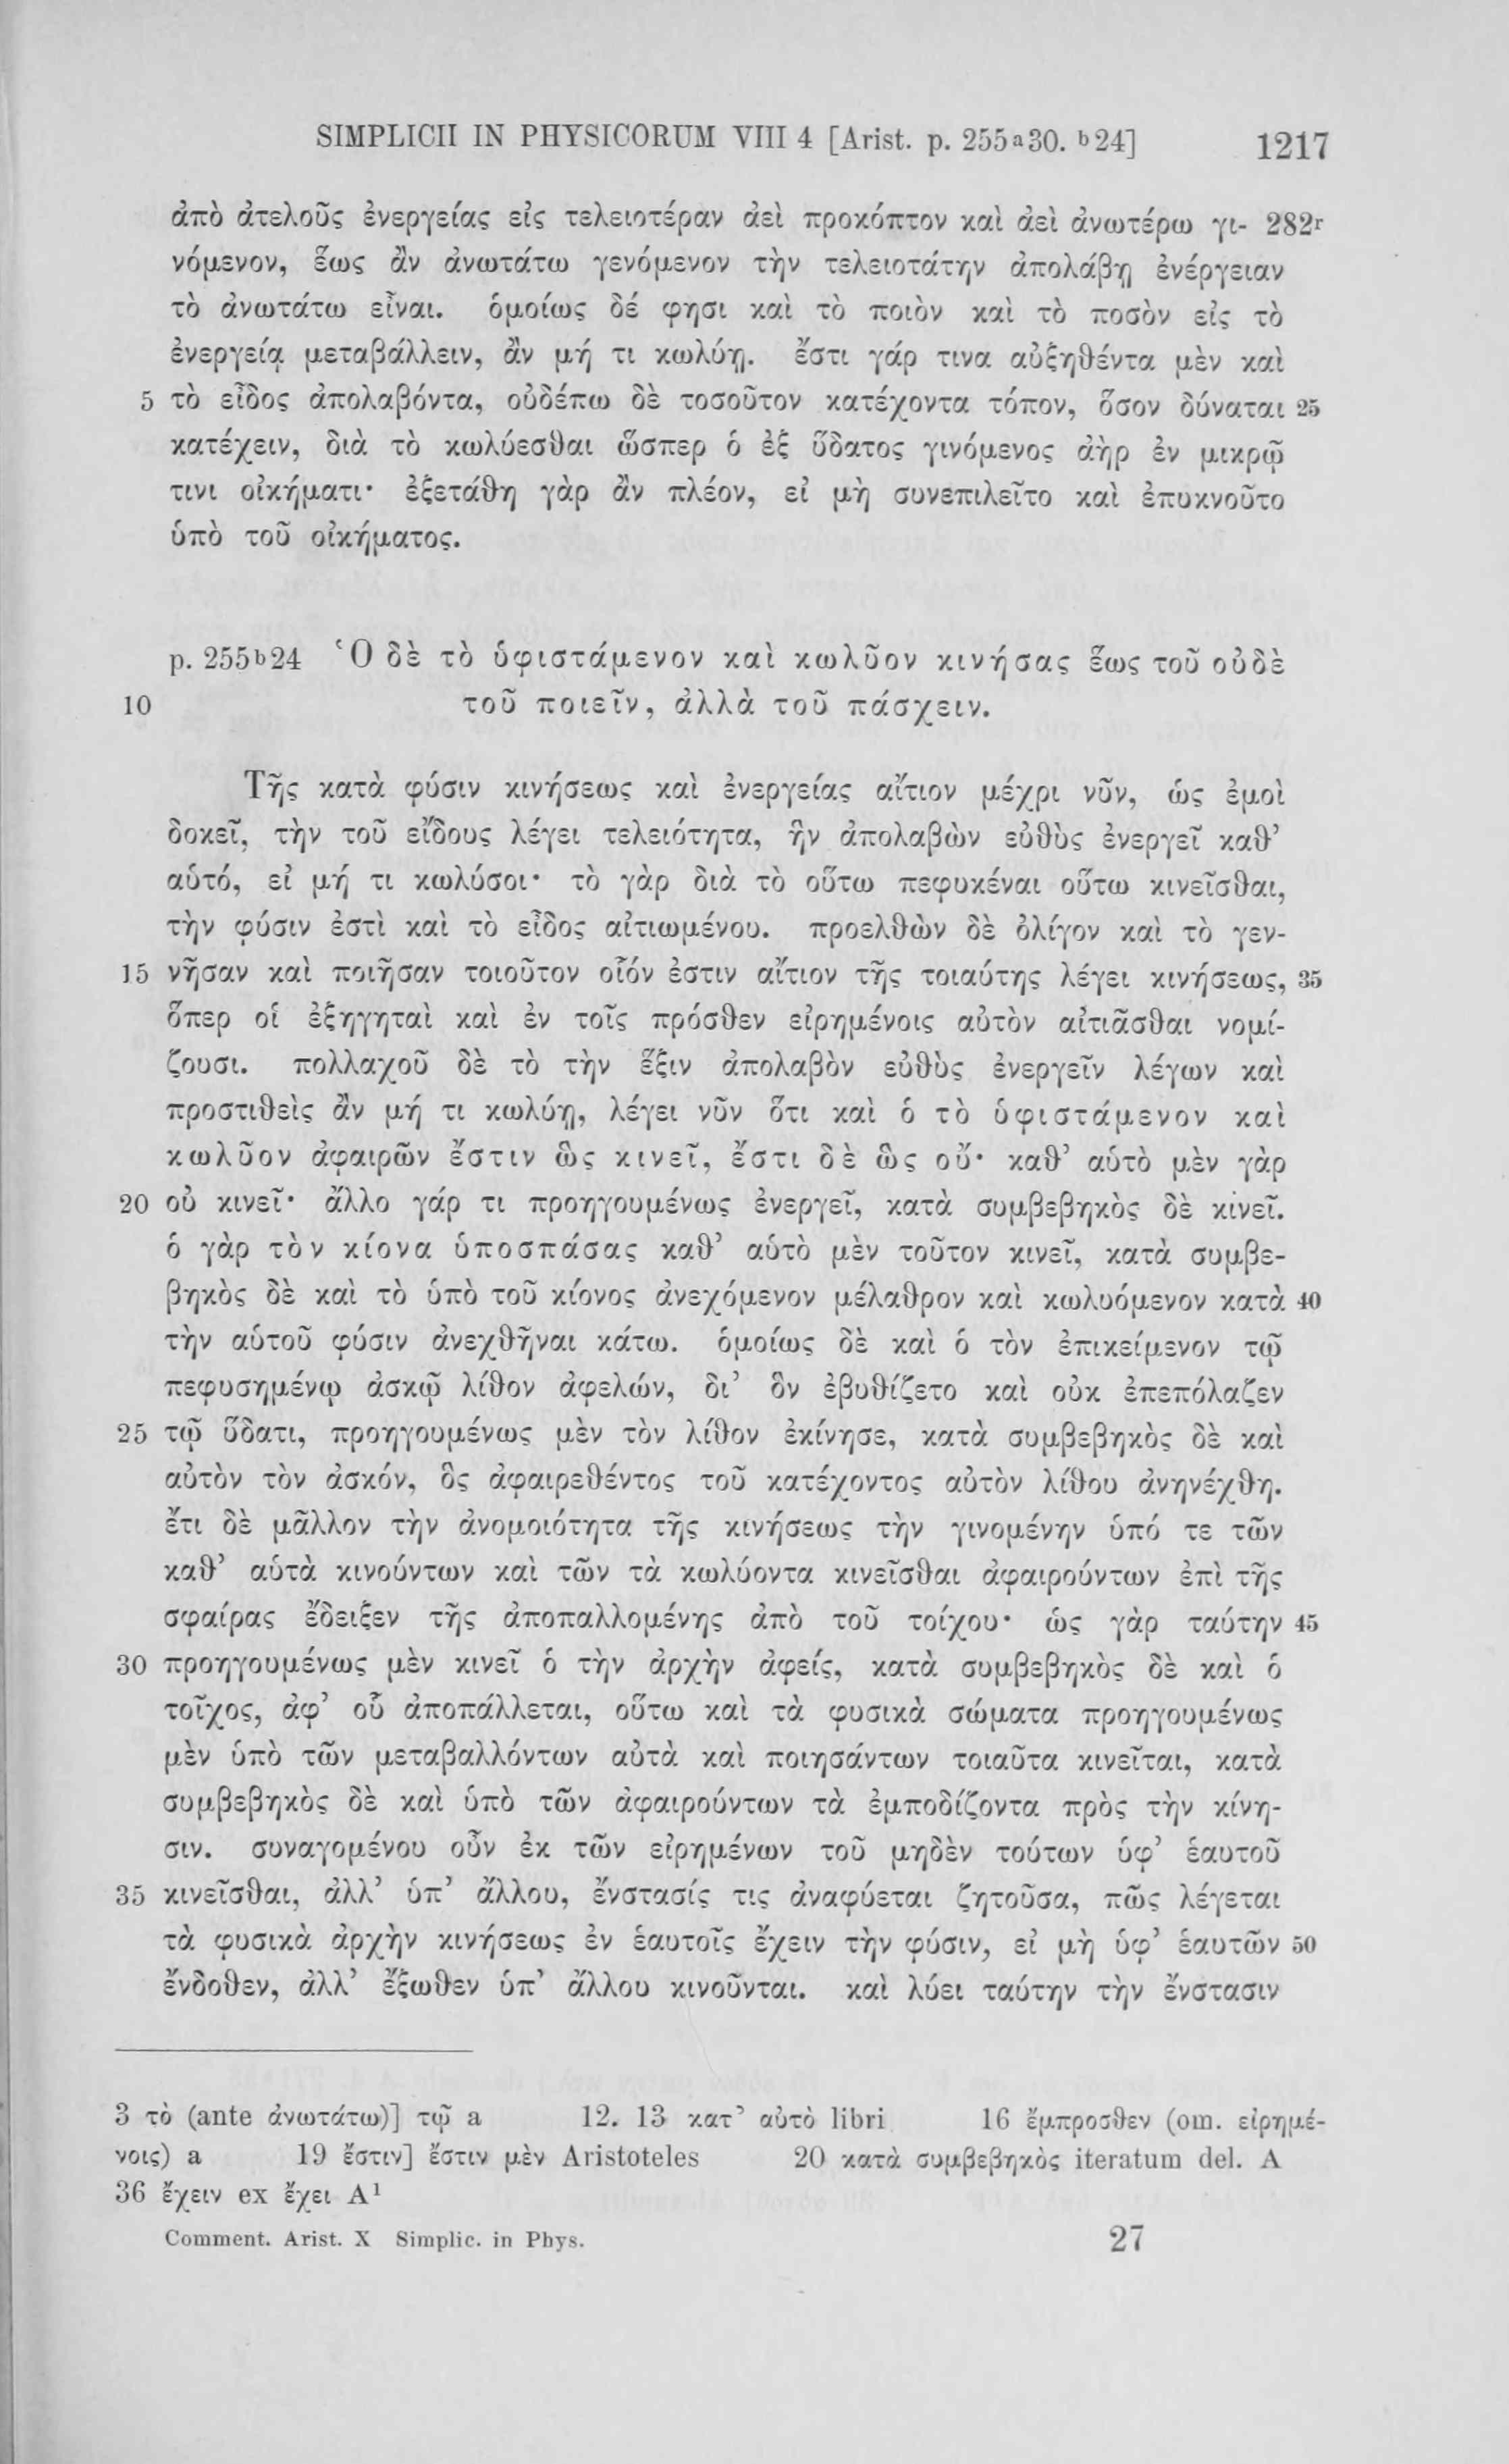 SIMPLICII IN PHYSICORUM VIII 4 [Arist. p. 255a30. b24] 1217
ἀπὸ ἀτελοῦς ἐνεργείας εἰς τελειοτέραν ἀεὶ προκόπτον καὶ ἀεὶ ἀνωτέρω γι- 282r
νόμενον, ἕως ἂν ἀνωτάτω γενόμενον τὴν τελειοτάτην ἀπολάβῃ ἐνέργειαν
τὸ ἀνωτάτω εἶναι. ὁμοίως δέ φησι καὶ τὸ ποιὸν καὶ τὸ ποσὸν εἰς τὸ
ἐνεργείᾳ μεταβάλλειν, ἂν μή τι κωλύῃ. ἔστι γάρ τινα αὐξηθέντα μὲν καὶ
5 τὸ εἶδος ἀπολαβόντα, οὐδέπω δὲ τοσοῦτον κατέχοντα τόπον, ὅσον δύναται 25
κατέχειν, διὰ τὸ κωλύεσθαι ὥσπερ ὁ ἐξ ὕδατος γινόμενος ἀὴρ ἐν μικρῷ
τινι οἰκήματι· ἐξετάθη γὰρ ἂν πλέον, εἰ μὴ συνεπιλεῖτο καὶ ἐπυκνοῦτο
ὑπὸ τοῦ οἰκήματος.
p. 255b24 Ὁ δὲ τὸ ὑφιστάμενον καὶ κωλῦον κινήσας ἕως τοῦ οὐδὲ
10 τοῦ ποιεῖν, ἀλλὰ τοῦ πάσχειν.
Τῆς κατὰ φύσιν κινήσεως καὶ ἐνεργείας αἴτιον μέχρι νῦν, ὡς ἐμοὶ
δοκεῖ, τὴν τοῦ εἴδους λέγει τελειότητα, ἣν ἀπολαβὼν εὐθὺς ἐνεργεῖ καθ’
αὑτό, εἰ μή τι κωλύσοι· τὸ γὰρ διὰ τὸ οὕτω πεφυκέναι οὕτω κινεῖσθαι,
τὴν φύσιν ἐστὶ καὶ τὸ εἶδος αἰτιωμένου. προελθὼν δὲ ὀλίγον καὶ τὸ γεν-
15 νῆσαν καὶ ποιῆσαν τοιοῦτον οἷόν ἐστιν αἴτιον τῆς τοιαύτης λέγει κινήσεως, 35
ὅπερ οἱ ἐξηγηταὶ καὶ ἐν τοῖς πρόσθεν εἰρημένοις αὐτὸν αἰτιᾶσθαι νομί-
ζουσι. πολλαχοῦ δὲ τὸ τὴν ἕξιν ἀπολαβὸν εὐθὺς ἐνεργεῖν λέγων καὶ
προστιθεὶς ἂν μή τι κωλύῃ, λέγει νῦν ὅτι καὶ ὁ τὸ ὑφιστάμενον καὶ
κωλῦον ἀφαιρῶν ἔστιν ὡς κινεῖ, ἔστι δὲ ὡς οὔ· καθ’ αὑτὸ μὲν γὰρ
20 οὐ κινεῖ· ἄλλο γάρ τι προηγουμένως ἐνεργεῖ, κατὰ συμβεβηκὸς δὲ κινεῖ.
ὁ γὰρ τὸν κίονα ὑποσπάσας καθ’ αὑτὸ μὲν τοῦτον κινεῖ, κατὰ συμβε-
βηκὸς δὲ καὶ τὸ ὑπὸ τοῦ κίονος ἀνεχόμενον μέλαθρον καὶ κωλυόμενον κατὰ 40
τὴν αὑτοῦ φύσιν ἀνεχθῆναι κάτω. ὁμοίως δὲ καὶ ὁ τὸν ἐπικείμενον τῷ
πεφυσημένῳ ἀσκῷ λίθον ἀφελών, δι’ ὃν ἐβυθίζετο καὶ οὐκ ἐπεπόλαζεν
25 τῷ ὕδατι, προηγουμένως μὲν τὸν λίθον ἐκίνησε, κατὰ συμβεβηκὸς δὲ καὶ
αὐτὸν τὸν ἀσκόν, ὃς ἀφαιρεθέντος τοῦ κατέχοντος αὐτὸν λίθου ἀνηνέχθη.
ἔτι δὲ μᾶλλον τὴν ἀνομοιότητα τῆς κινήσεως τὴν γινομένην ὑπό τε τῶν
καθ’ αὑτὰ κινούντων καὶ τῶν τὰ κωλύοντα κινεῖσθαι ἀφαιρούντων ἐπὶ τῆς
σφαίρας ἔδειξεν τῆς ἀποπαλλομένης ἀπὸ τοῦ τοίχου· ὡς γὰρ ταύτην 45
30 προηγουμένως μὲν κινεῖ ὁ τὴν ἀρχὴν ἀφείς, κατὰ συμβεβηκὸς δὲ καὶ ὁ
τοῖχος, ἀφ’ οὗ ἀποπάλλεται, οὕτω καὶ τὰ φυσικὰ σώματα προηγουμένως
μὲν ὑπὸ τῶν μεταβαλλόντων αὐτὰ καὶ ποιησάντων τοιαῦτα κινεῖται, κατὰ
συμβεβηκὸς δὲ καὶ ὑπὸ τῶν ἀφαιρούντων τὰ ἐμποδίζοντα πρὸς τὴν κίνη-
σιν. συναγομένου οὖν ἐκ τῶν εἰρημένων τοῦ μηδὲν τούτων ὑφ’ ἑαυτοῦ
35 κινεῖσθαι, ἀλλ’ ὑπ’ ἄλλου, ἔνστασίς τις ἀναφύεται ζητοῦσα, πῶς λέγεται
τὰ φυσικὰ ἀρχὴν κινήσεως ἐν ἑαυτοῖς ἔχειν τὴν φύσιν, εἰ μὴ ὑφ’ ἑαυτῶν 50
ἔνδοθεν, ἀλλ’ ἔξωθεν ὑπ’ ἄλλου κινοῦνται. καὶ λύει ταύτην τὴν ἔνστασιν
3 τὸ (ante ἀνωτάτω)] τῷ a 12. 13 κατ’ αὐτὸ libri 16 ἔμπροσθεν (om. εἰρημέ-
νοις) a 19 ἔστιν] ἔστιν μὲν Aristoteles 20 κατὰ συμβεβηκὸς iteratum del. A
36 ἔχειν ex ἔχει A1
Comment. Arist. X Simplic. in Phys. 27